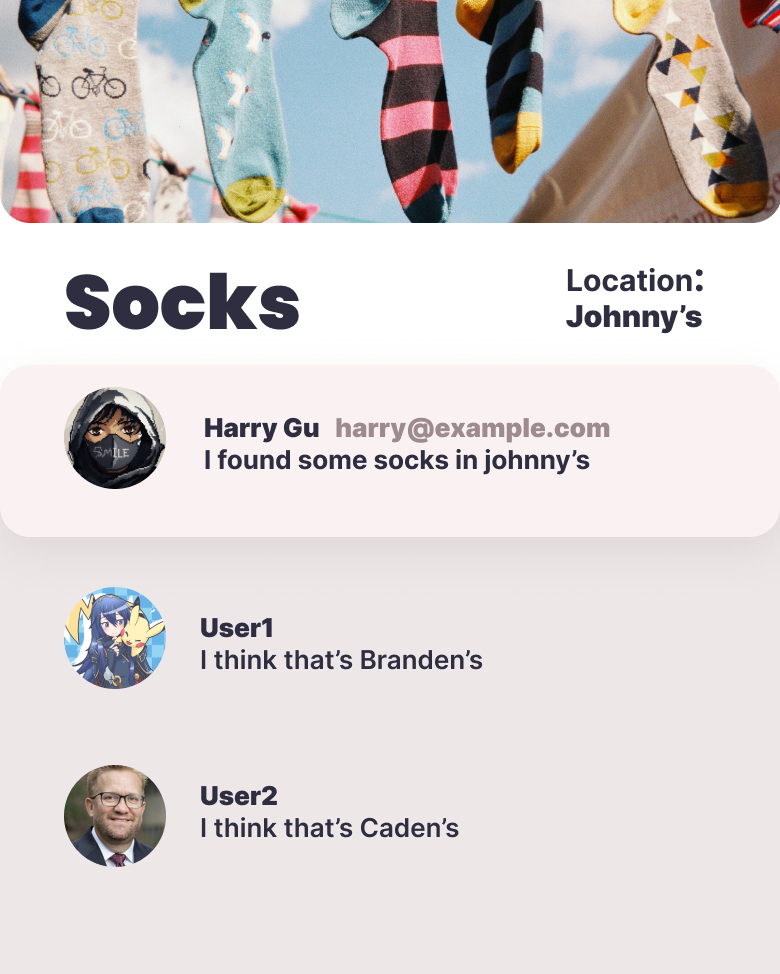 Socks
Location:
Johnny’s
SMILE
Harry Gu harry@example.com
I found some socks in johnny’s
User1
I think that’s Branden’s
User2
I think that’s Caden’s